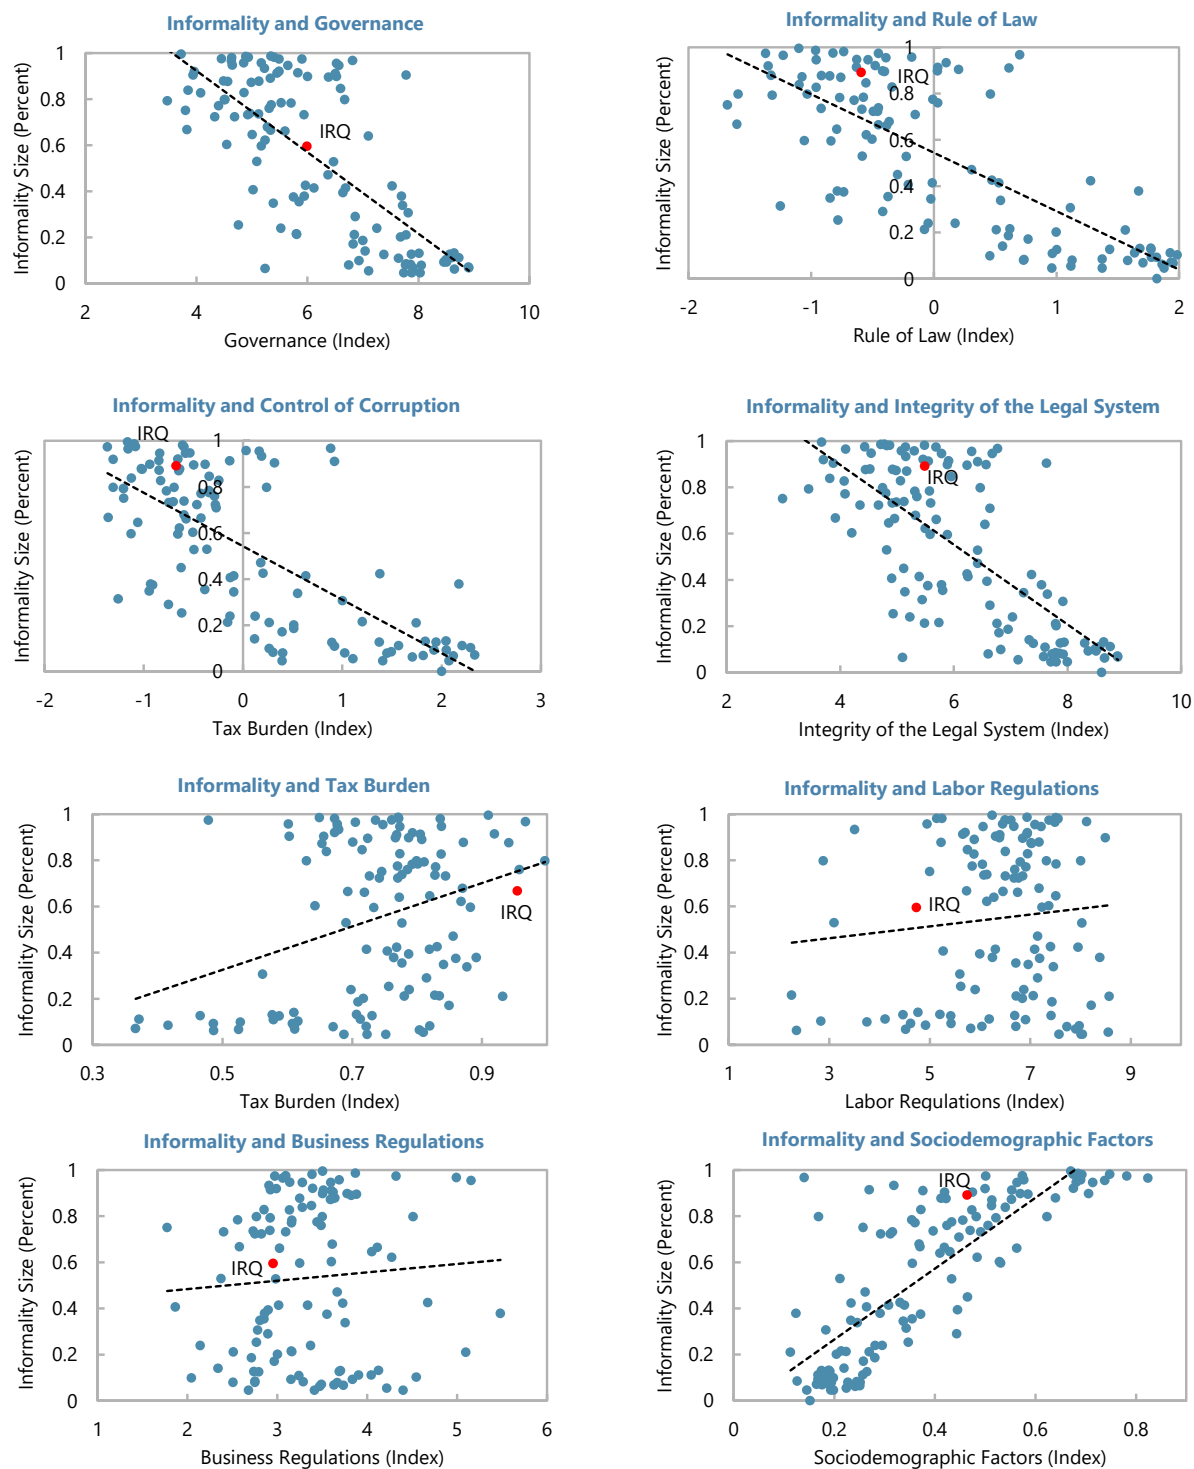 Informality and Governance
Informality Size (Percent)
1
0.8
0.6
0.4
0.2
0
IRQ
2 4 6 8 10
Governance (Index)
Informality and Rule of Law
Informality Size (Percent)
1
0.8
0.6
0.4
0.2
0
IRQ
-2 -1 0 1 2
Rule of Law (Index)
Informality and Control of Corruption
Informality Size (Percent)
IRQ
1
0.8
0.6
0.4
0.2
0
-2 -1 0 1 2 3
Tax Burden (Index)
Informality and Integrity of the Legal System
Informality Size (Percent)
1
0.8
0.6
0.4
0.2
0
IRQ
2 4 6 8 10
Integrity of the Legal System (Index)
Informality and Tax Burden
Informality Size (Percent)
1
0.8
0.6
0.4
0.2
0
IRQ
0.3 0.5 0.7 0.9
Tax Burden (Index)
Informality and Labor Regulations
Informality Size (Percent)
1
0.8
0.6
0.4
0.2
0
IRQ
1 3 5 7 9
Labor Regulations (Index)
Informality and Business Regulations
Informality Size (Percent)
1
0.8
0.6
0.4
0.2
0
IRQ
1 2 3 4 5 6
Business Regulations (Index)
Informality and Sociodemographic Factors
Informality Size (Percent)
1
0.8
0.6
0.4
0.2
0
IRQ
0 0.2 0.4 0.6 0.8
Sociodemographic Factors (Index)